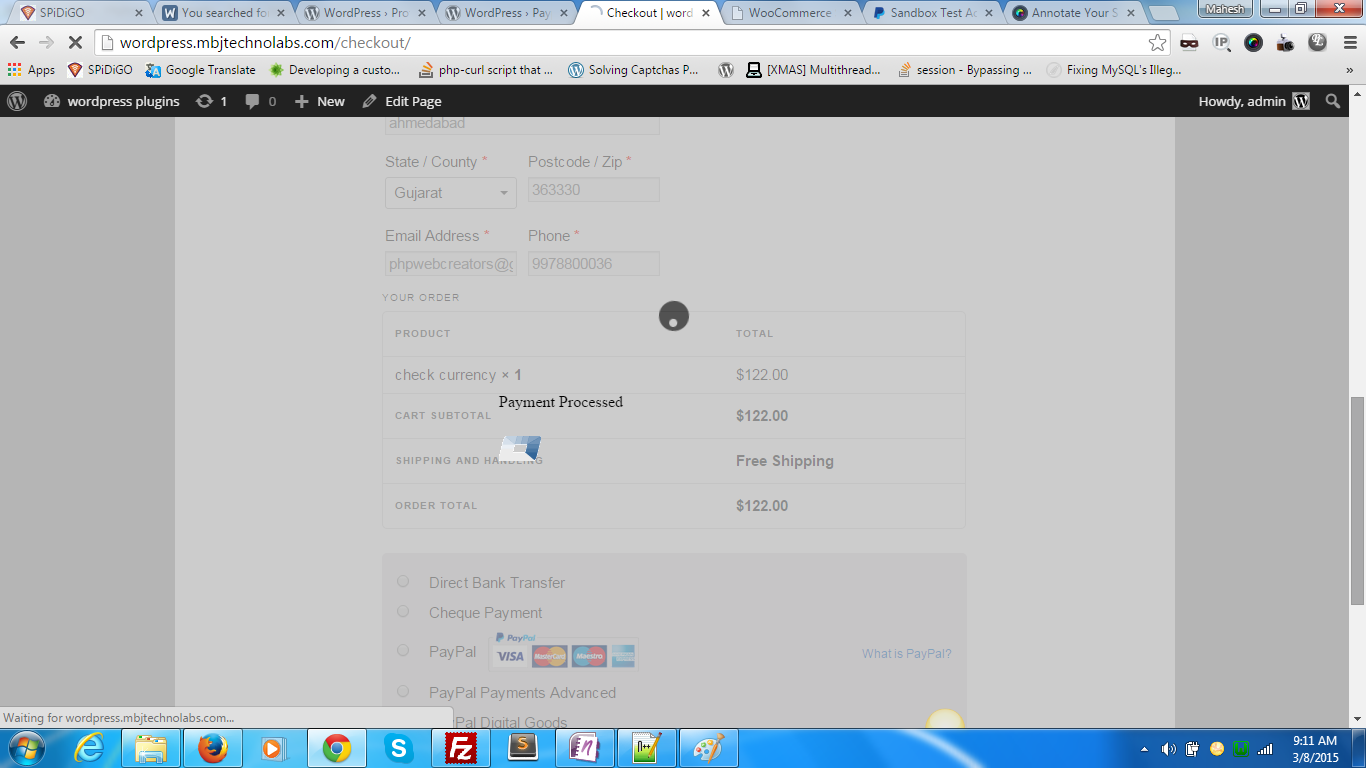 SPiDiGO
You searched fo
WordPress › Pro
WordPress › Pay
Checkout | word
WooCommerce
Sandbox Test Ac
Annotate Your S
Mahesh
wordpress.mbjtechnolabs.com/checkout/
IP
Apps
SPiDiGO
Google Translate
Developing a custo...
php-curl script that ...
Solving Captchas P...
[XMAS] Multithread...
session - Bypassing ...
Fixing MySQL's Illeg...
»
wordpress plugins
1
0
New
Edit Page
Howdy, admin
ahmedabad
State / County *
Postcode / Zip *
Gujarat
363330
Email Address *
Phone *
phpwebcreators@g
9978800036
YOUR ORDER
PRODUCT
TOTAL
check currency × 1
$122.00
Payment Processed
CART SUBTOTAL
$122.00
SHIPPING AND HANDLING
Free Shipping
ORDER TOTAL
$122.00
Direct Bank Transfer
Cheque Payment
PayPal
PayPal
VISA
MasterCard
Maestro
What is PayPal?
PayPal Payments Advanced
Pal Digital Goods
Waiting for wordpress.mbjtechnolabs.com...
9:11 AM
3/8/2015